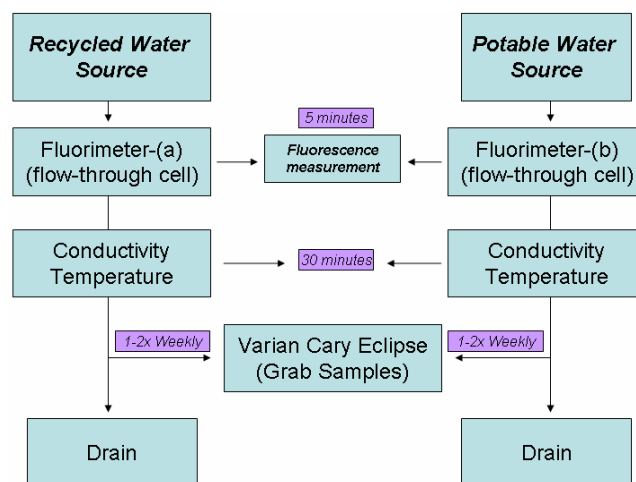 Recycled Water
Source
Potable Water
Source
5 minutes
Fluorimeter-(a)
(flow-through cell)
Fluorescence
measurement
Fluorimeter-(b)
(flow-through cell)
Conductivity
Temperature
30 minutes
Conductivity
Temperature
1-2x Weekly
Varian Cary Eclipse
(Grab Samples)
1-2x Weekly
Drain
Drain